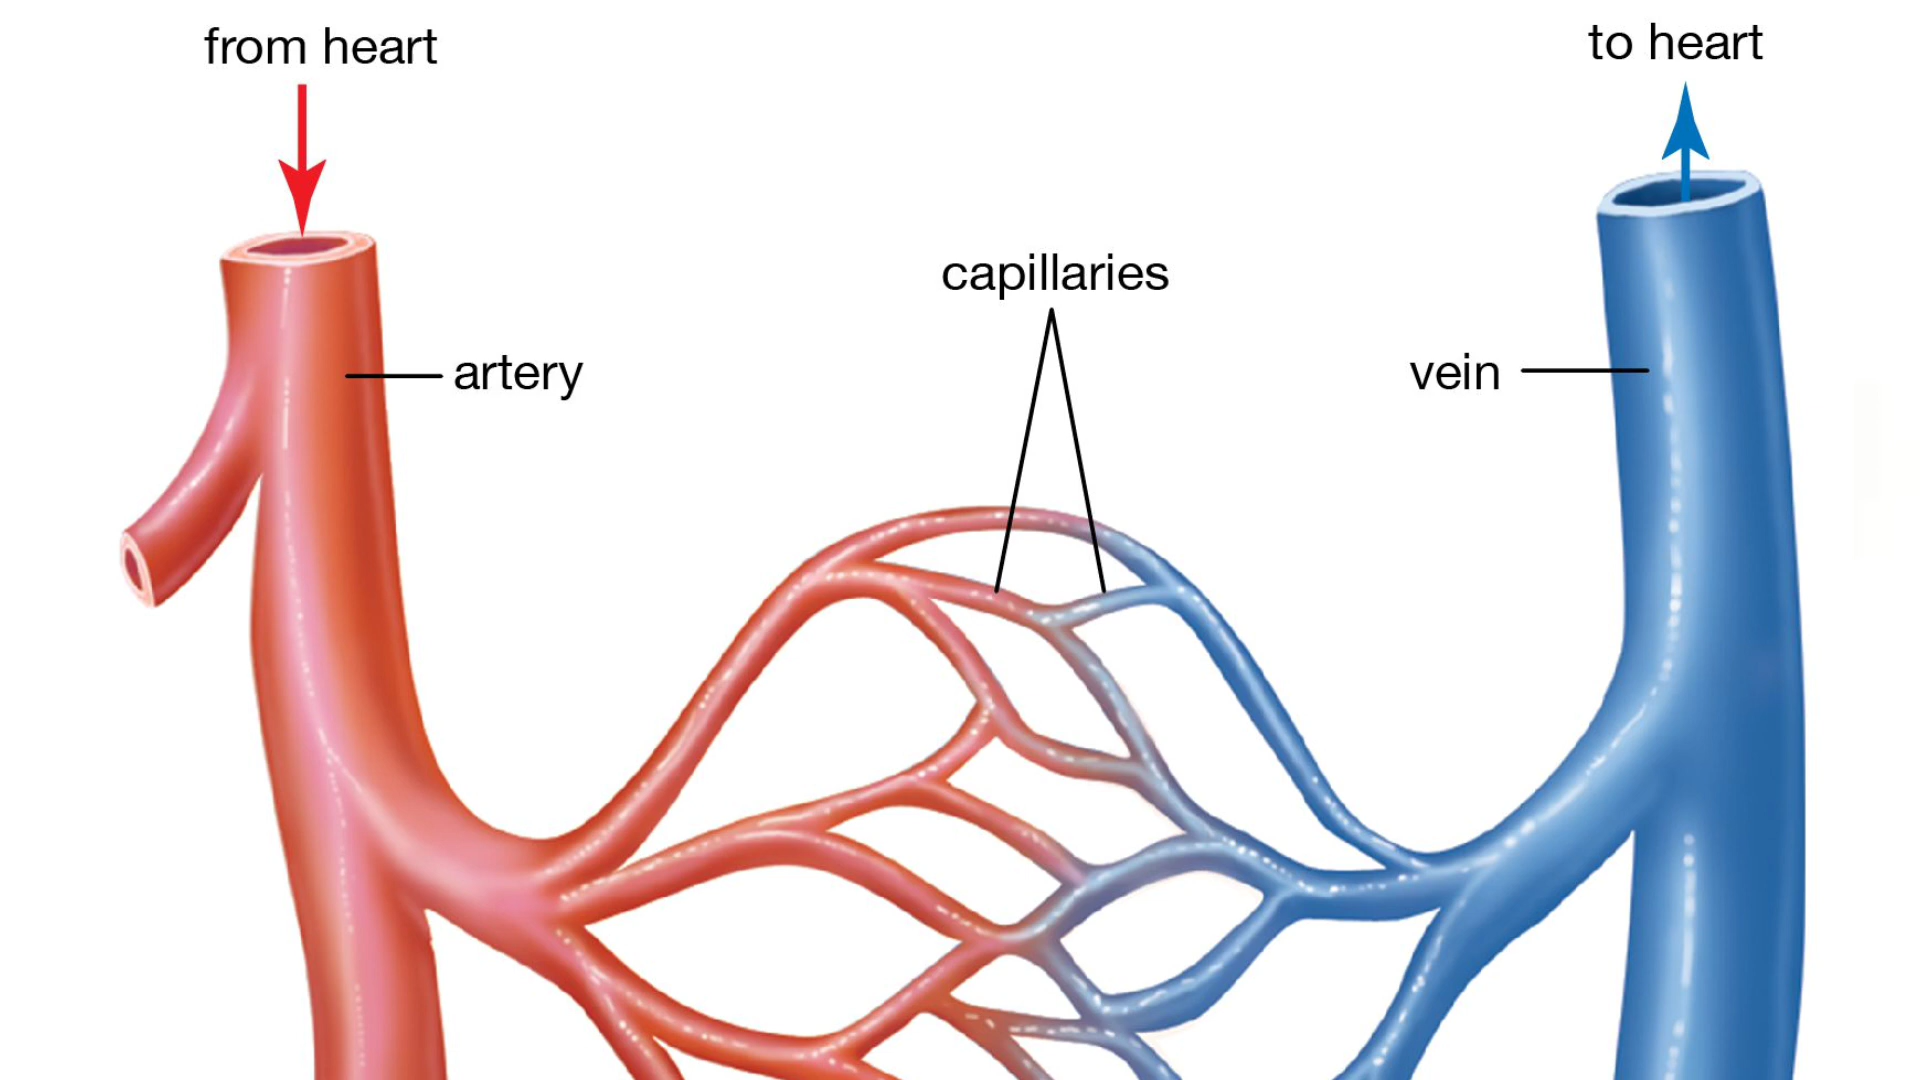 from heart
to heart
capillaries
artery
vein